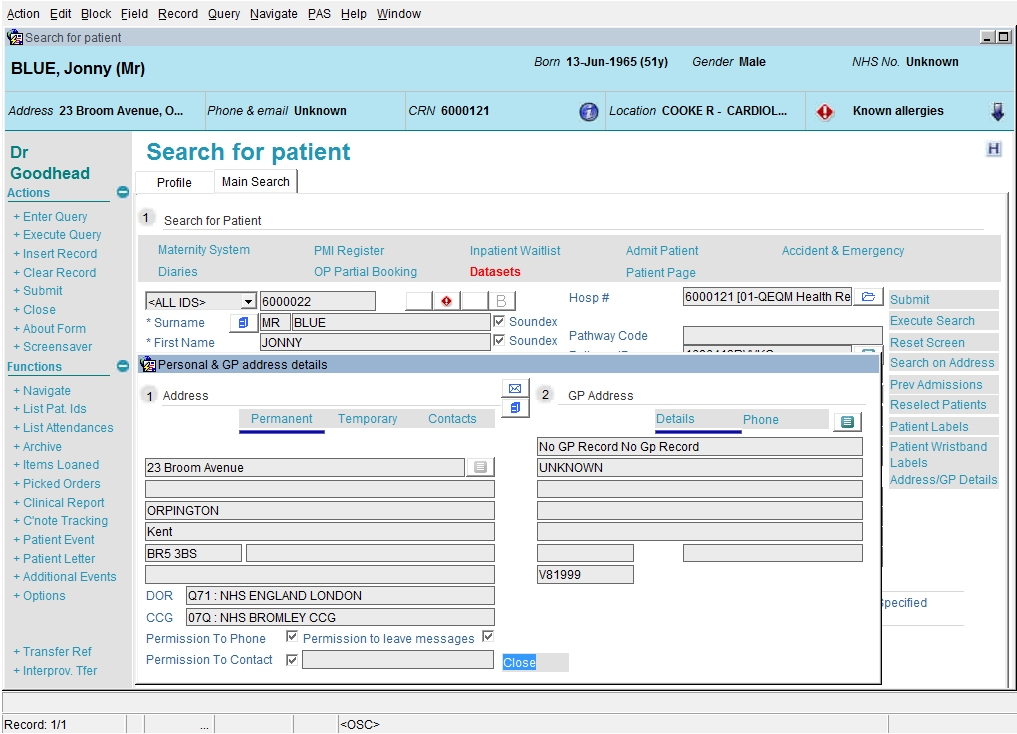 Action Edit Block Field Record Query Navigate PAS Help Window
Search for patient
BLUE, Jonny (Mr)
Born 13-Jun-1965 (51y) Gender Male NHS No. Unknown
Address 23 Broom Avenue, O... Phone & email Unknown CRN 6000121 Location COOKE R - CARDIOL... Known allergies
Dr
Goodhead
Actions
+ Enter Query
+ Execute Query
+ Insert Record
+ Clear Record
+ Submit
+ Close
+ About Form
+ Screensaver
Functions
+ Navigate
+ List Pat. Ids
+ List Attendances
+ Archive
+ Items Loaned
+ Picked Orders
+ Clinical Report
+ C'note Tracking
+ Patient Event
+ Patient Letter
+ Additional Events
+ Options
+ Transfer Ref
+ Interprov. Tfer
Search for patient
H
Profile Main Search
1 Search for Patient
Maternity System PMI Register Inpatient Waitlist Admit Patient Accident & Emergency
Diaries OP Partial Booking Datasets Patient Page
<ALL IDS> 6000022 B Hosp # 6000121 [01-QEQM Health Re
* Surname MR BLUE Soundex
* First Name JONNY Soundex Pathway Code
Submit
Execute Search
Reset Screen
Search on Address
Prev Admissions
Reselect Patients
Patient Labels
Patient Wristband
Labels
Address/GP Details
Personal & GP address details
1 Address
Permanent Temporary Contacts
23 Broom Avenue
ORPINGTON
Kent
BR5 3BS
DOR Q71 : NHS ENGLAND LONDON
CCG 07Q : NHS BROMLEY CCG
Permission To Phone Permission to leave messages
Permission To Contact
Close
2 GP Address
Details Phone
No GP Record No Gp Record
UNKNOWN
V81999
pecified
Record: 1/1 ... <OSC>